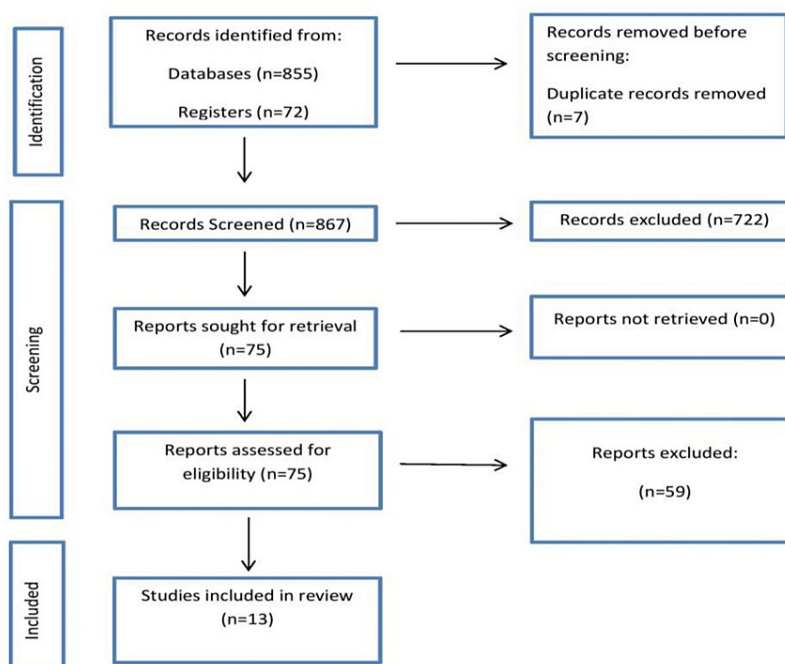 Identification
Records identified from:
Databases (n=855)
Registers (n=72)
Records removed before
screening:
Duplicate records removed
(n=7)
Screening
Records Screened (n=867)
Records excluded (n=722)
Reports sought for retrieval
(n=75)
Reports not retrieved (n=0)
Reports assessed for
eligibility (n=75)
Reports excluded:
(n=59)
Included
Studies included in review
(n=13)